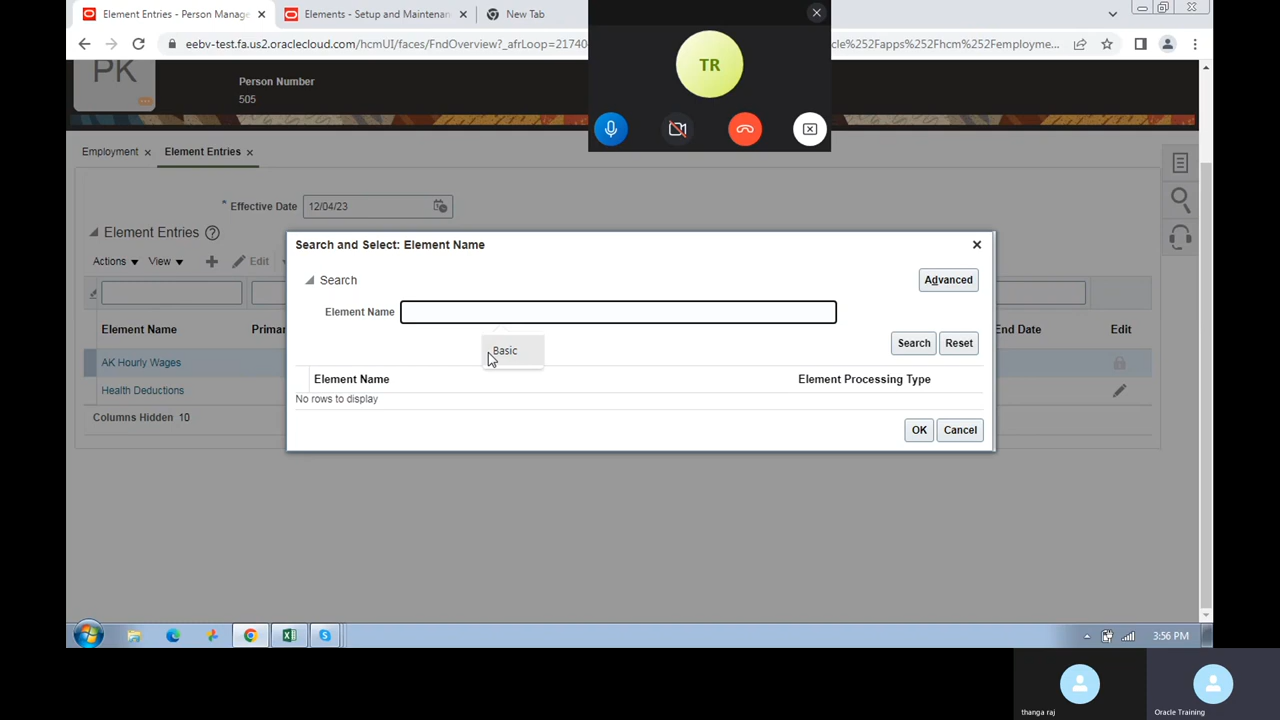 Element Entries - Person Manage
Elements - Setup and Maintenan
New Tab
eebv-test.fa.us2.oraclecloud.com/hcmUI/faces/FndOverview?_afrLoop=21740
cle%252Fapps%252Fhcm%252Femployme...
TR
PK
Person Number
505
Employment
Element Entries
* Effective Date 12/04/23
Element Entries
Actions View Edit
Element Name Primar
End Date Edit
AK Hourly Wages
Health Deductions
Columns Hidden 10
Search and Select: Element Name
Search
Advanced
Element Name
Basic
Search Reset
Element Name Element Processing Type
No rows to display
OK Cancel
3:56 PM
thanga raj
Oracle Training